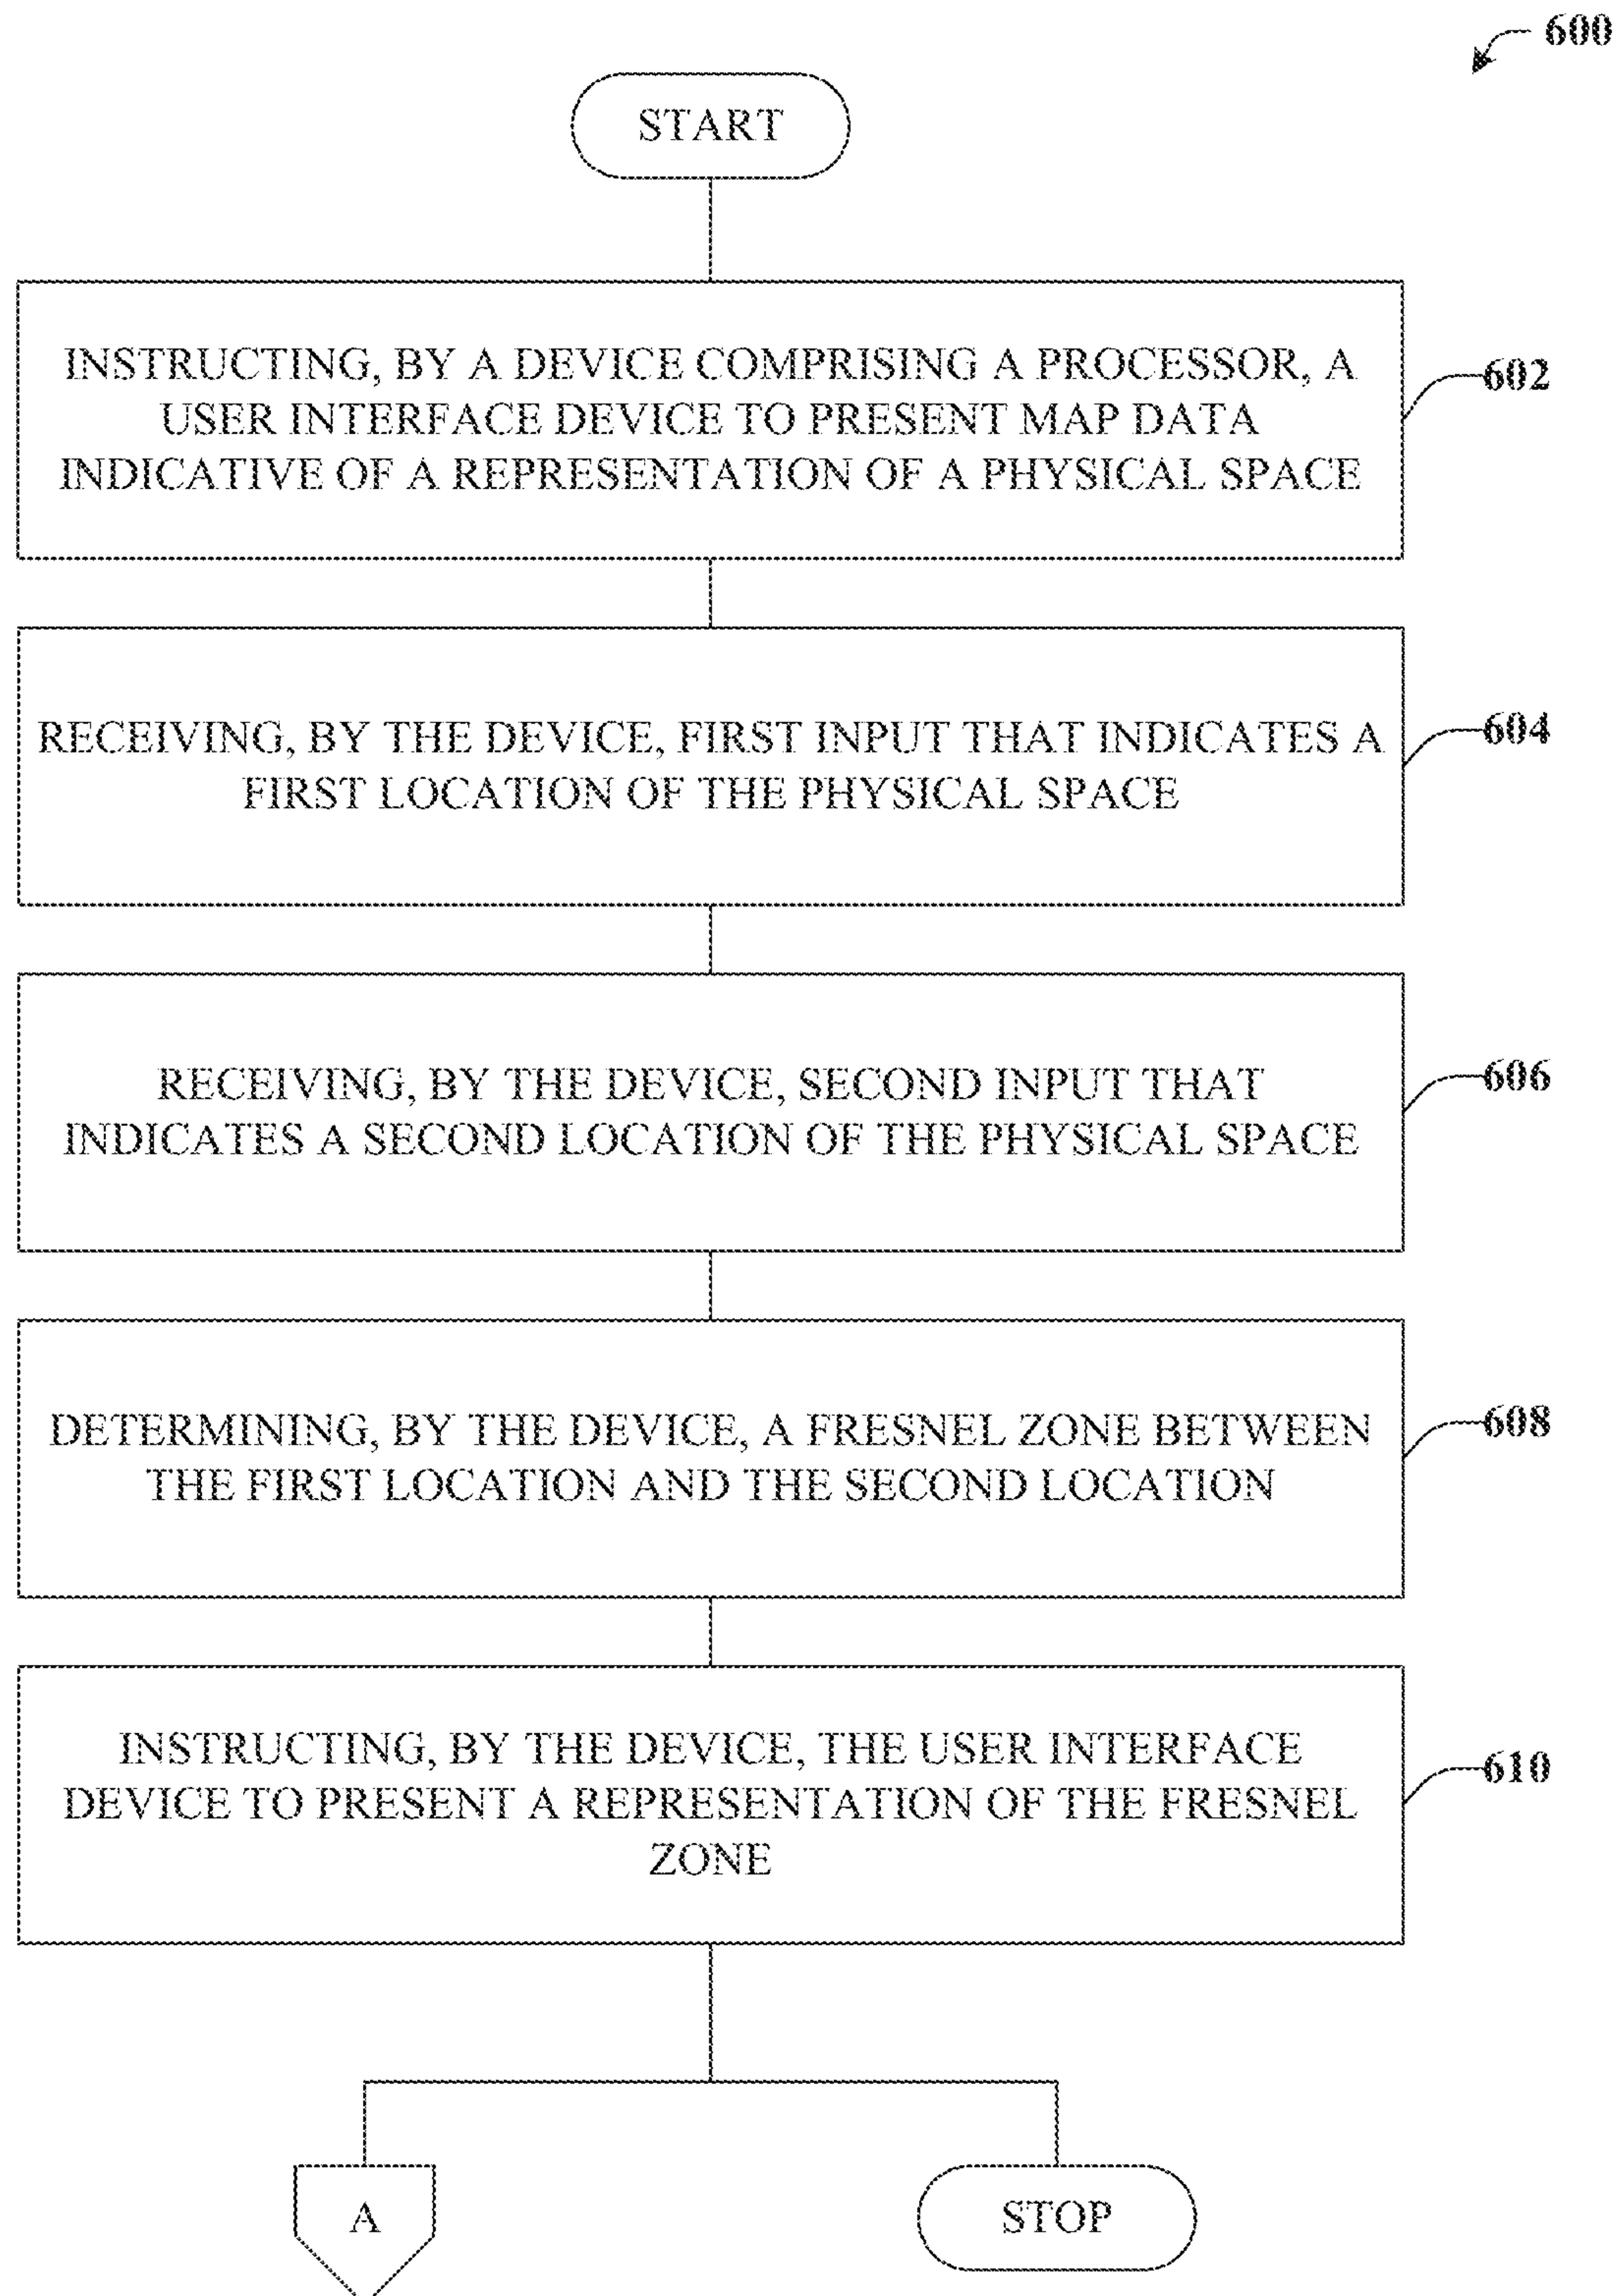 600
START
INSTRUCTING, BY A DEVICE COMPRISING A PROCESSOR, A
USER INTERFACE DEVICE TO PRESENT MAP DATA
INDICATIVE OF A REPRESENTATION OF A PHYSICAL SPACE
602
RECEIVING, BY THE DEVICE, FIRST INPUT THAT INDICATES A
FIRST LOCATION OF THE PHYSICAL SPACE
604
RECEIVING, BY THE DEVICE, SECOND INPUT THAT
INDICATES A SECOND LOCATION OF THE PHYSICAL SPACE
606
DETERMINING, BY THE DEVICE, A FRESNEL ZONE BETWEEN
THE FIRST LOCATION AND THE SECOND LOCATION
608
INSTRUCTING, BY THE DEVICE, THE USER INTERFACE
DEVICE TO PRESENT A REPRESENTATION OF THE FRESNEL
ZONE
610
A
STOP